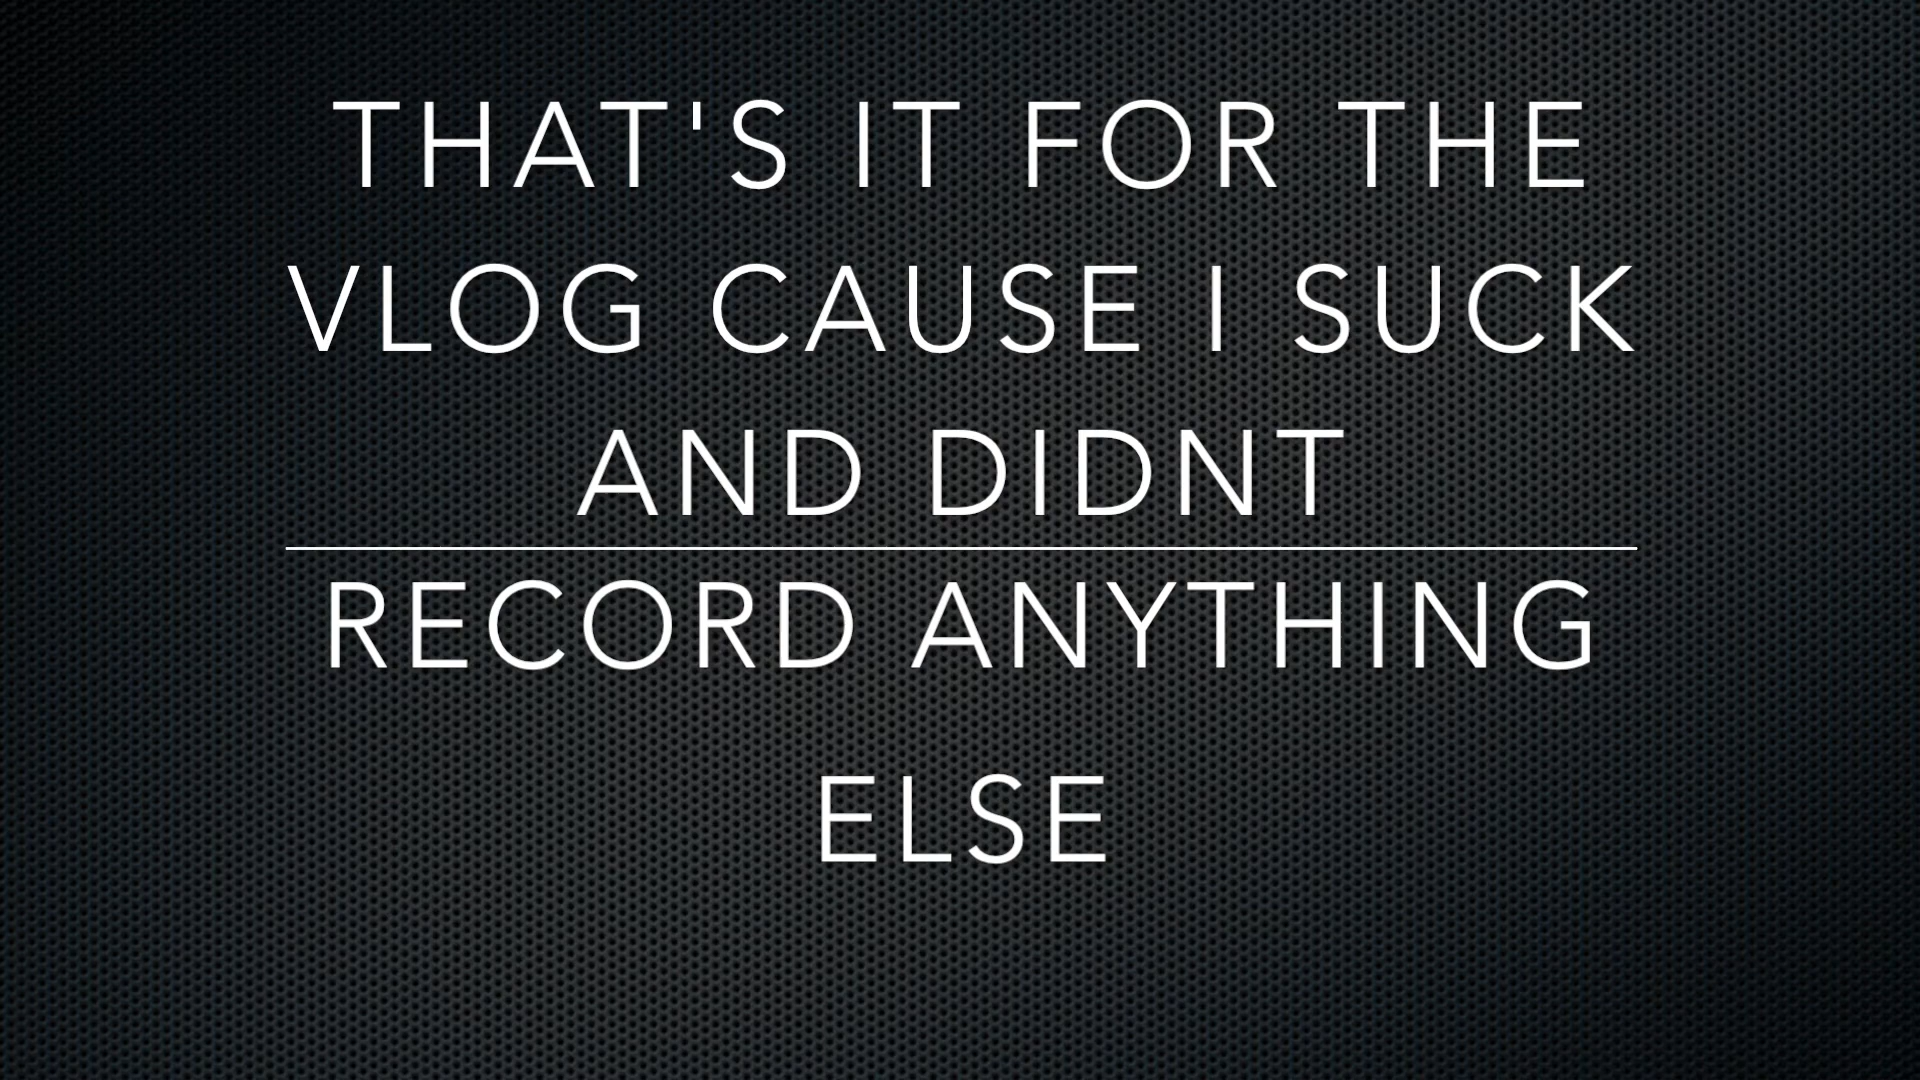 THAT'S IT FOR THE
VLOG CAUSE I SUCK
AND DIDNT
RECORD ANYTHING
ELSE